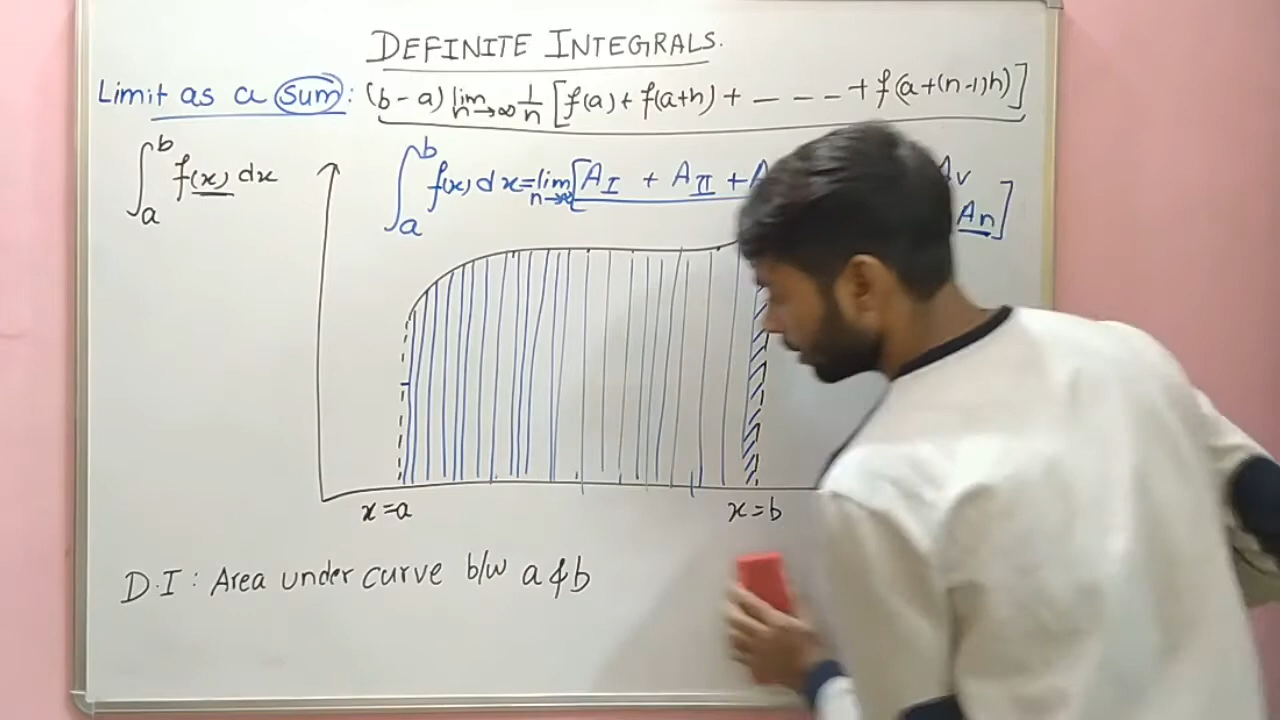 DEFINITE INTEGRALS.
Limit as a sum: (b-a) lim n→∞ 1/n [f(a)+f(a+h)+ - - - - +f(a+(n-1)h)]
∫ₐᵇ f(x) dx
∫ₐᵇ f(x) dx = lim n→∞ [A_I + A_II + A V
An]
x=a
x=b
D.I : Area under curve b/w a & b